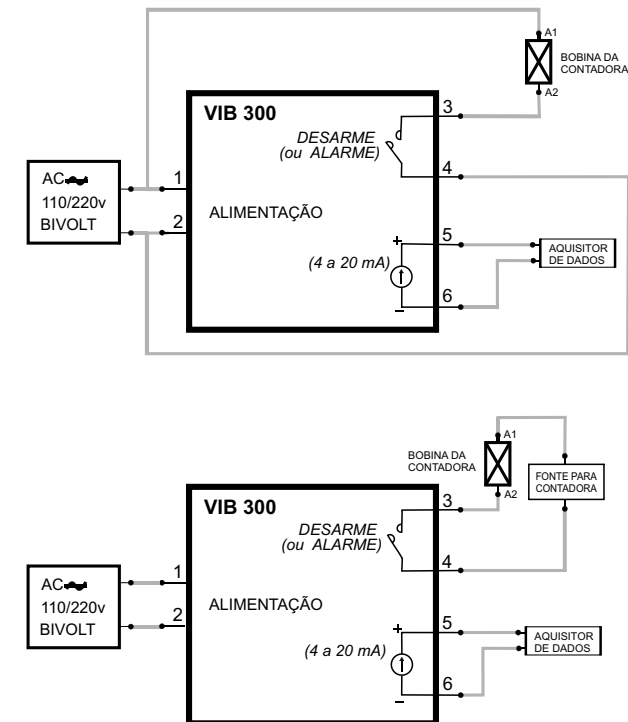 A1
BOBINA DA
CONTADORA
A2
VIB 300
3
DESARME
(ou ALARME)
4
AC
110/220v
BIVOLT
1
2
ALIMENTAÇÃO
+
5
(4 a 20 mA)
6
–
AQUISITOR
DE DADOS
A1
BOBINA DA
CONTADORA
A2
FONTE PARA
CONTADORA
VIB 300
3
DESARME
(ou ALARME)
4
AC
110/220v
BIVOLT
1
2
ALIMENTAÇÃO
+
5
(4 a 20 mA)
6
–
AQUISITOR
DE DADOS